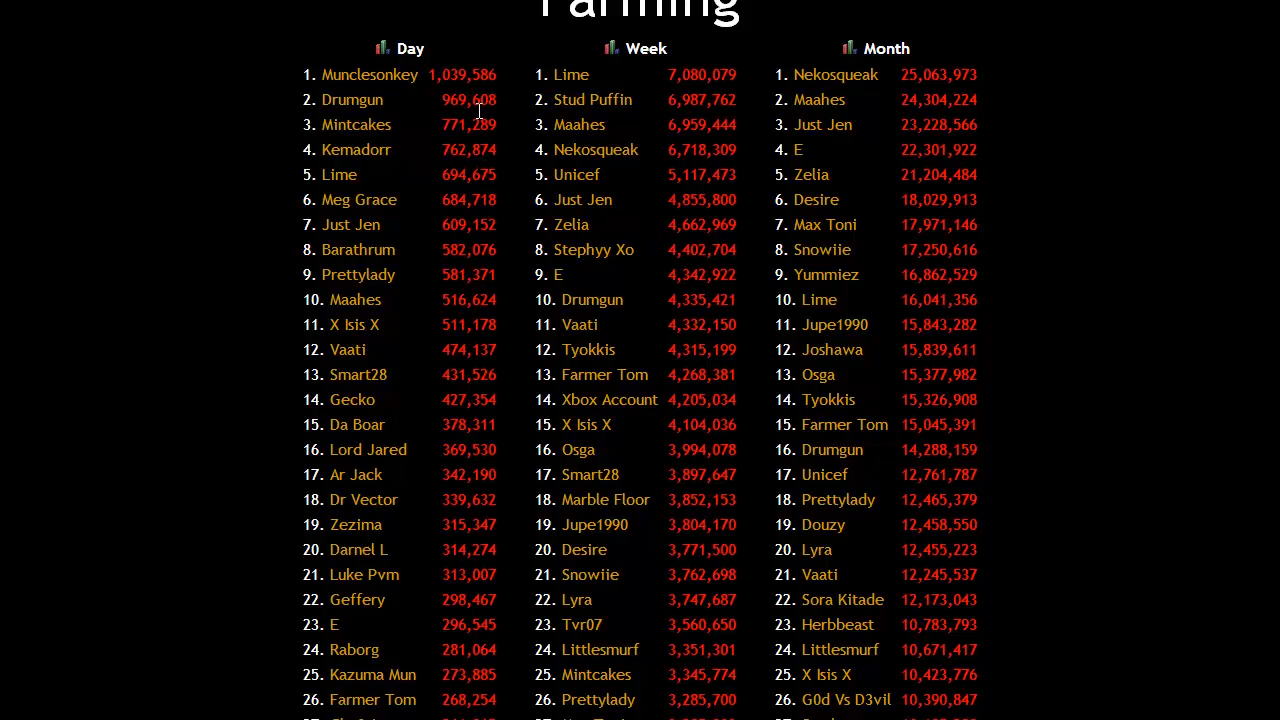 Farming
Day Week Month
1. Munclesonkey 1,039,586 1. Lime 7,080,079 1. Nekosqueak 25,063,973
2. Drumgun 969,608 2. Stud Puffin 6,987,762 2. Maahes 24,304,224
3. Mintcakes 771,289 3. Maahes 6,959,444 3. Just Jen 23,228,566
4. Kemadorr 762,874 4. Nekosqueak 6,718,309 4. E 22,301,922
5. Lime 694,675 5. Unicef 5,117,473 5. Zelia 21,204,484
6. Meg Grace 684,718 6. Just Jen 4,855,800 6. Desire 18,029,913
7. Just Jen 609,152 7. Zelia 4,662,969 7. Max Toni 17,971,146
8. Barathrum 582,076 8. Stephyy Xo 4,402,704 8. Snowiie 17,250,616
9. Prettylady 581,371 9. E 4,342,922 9. Yummiez 16,862,529
10. Maahes 516,624 10. Drumgun 4,335,421 10. Lime 16,041,356
11. X Isis X 511,178 11. Vaati 4,332,150 11. Jupe1990 15,843,282
12. Vaati 474,137 12. Tyokkis 4,315,199 12. Joshawa 15,839,611
13. Smart28 431,526 13. Farmer Tom 4,268,381 13. Osga 15,377,982
14. Gecko 427,354 14. Xbox Account 4,205,034 14. Tyokkis 15,326,908
15. Da Boar 378,311 15. X Isis X 4,104,036 15. Farmer Tom 15,045,391
16. Lord Jared 369,530 16. Osga 3,994,078 16. Drumgun 14,288,159
17. Ar Jack 342,190 17. Smart28 3,897,647 17. Unicef 12,761,787
18. Dr Vector 339,632 18. Marble Floor 3,852,153 18. Prettylady 12,465,379
19. Zezima 315,347 19. Jupe1990 3,804,170 19. Douzy 12,458,550
20. Darnel L 314,274 20. Desire 3,771,500 20. Lyra 12,455,223
21. Luke Pvm 313,007 21. Snowiie 3,762,698 21. Vaati 12,245,537
22. Geffery 298,467 22. Lyra 3,747,687 22. Sora Kitade 12,173,043
23. E 296,545 23. Tvr07 3,560,650 23. Herbbeast 10,783,793
24. Raborg 281,064 24. Littlesmurf 3,351,301 24. Littlesmurf 10,671,417
25. Kazuma Mun 273,885 25. Mintcakes 3,345,774 25. X Isis X 10,423,776
26. Farmer Tom 268,254 26. Prettylady 3,285,700 26. G0d Vs D3vil 10,390,847